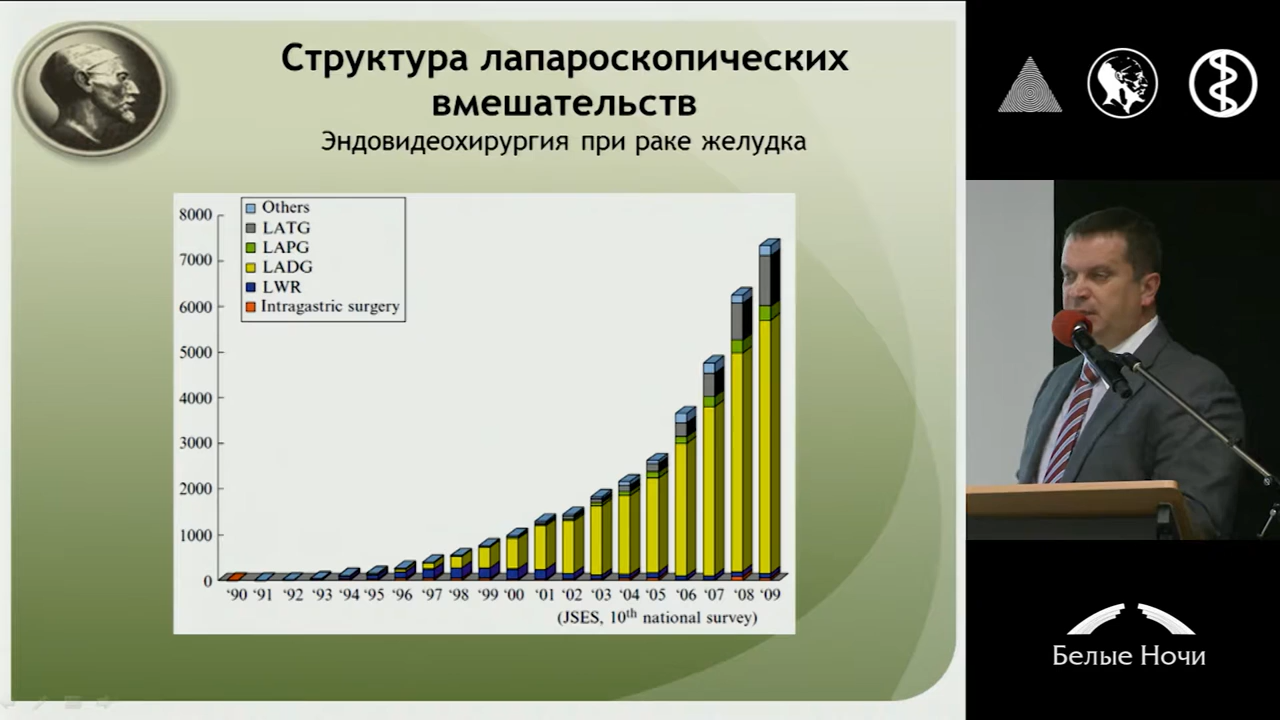 Структура лапароскопических
вмешательств
Эндовидеохирургия при раке желудка
Others
LATG
LAPG
LADG
LWR
Intragastric surgery
8000
7000
6000
5000
4000
3000
2000
1000
0
‘90 ‘91 ‘92 ‘93 ‘94 ‘95 ‘96 ‘97 ‘98 ‘99 ‘00 ‘01 ‘02 ‘03 ‘04 ‘05 ‘06 ‘07 ‘08 ‘09
(JSES, 10th national survey)
Белые Ночи